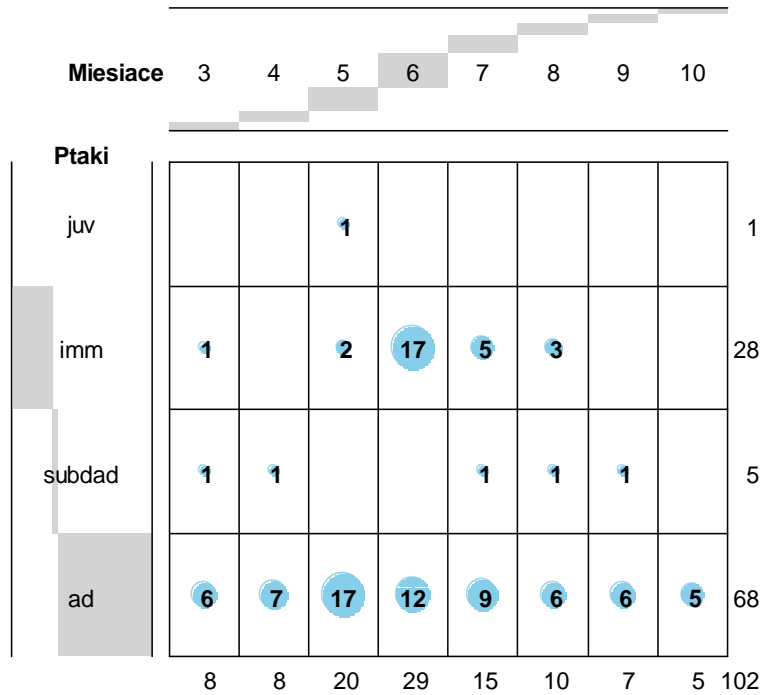 Miesiace 3 4 5 6 7 8 9 10
Ptaki
juv 1 1
imm 1 2 17 5 3 28
subdad 1 1 1 1 1 5
ad 6 7 17 12 9 6 6 5 68
8 8 20 29 15 10 7 5 102